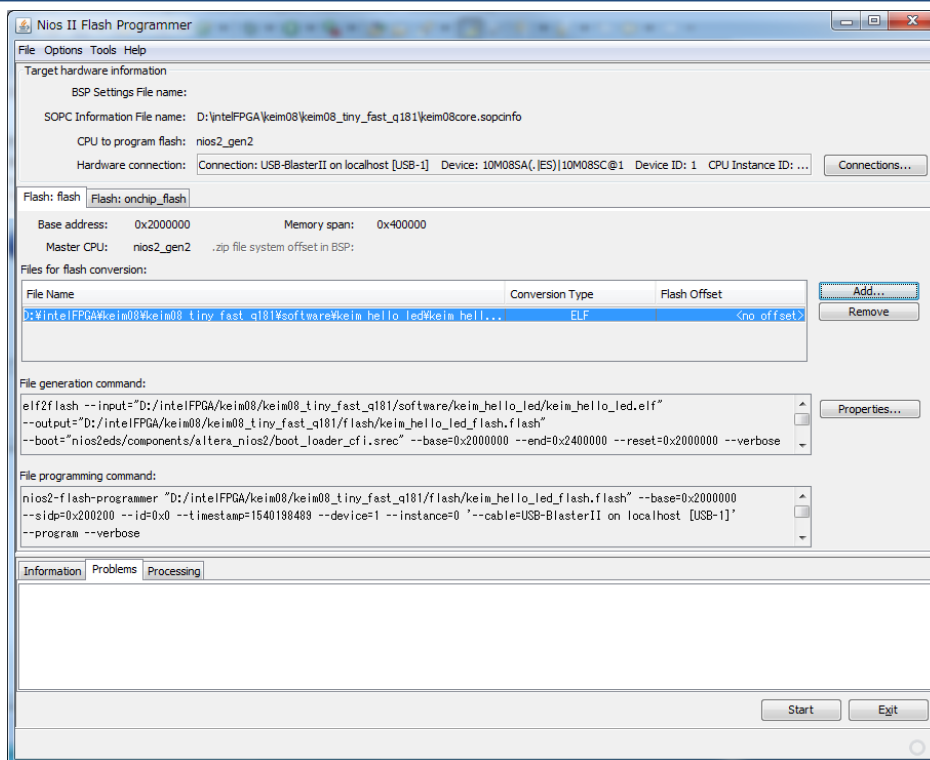 Nios II Flash Programmer
File Options Tools Help
Target hardware information
BSP Settings File name:
SOPC Information File name: D:\intelFPGA\keim08\keim08_tiny_fast_q181\keim08core.sopcinfo
CPU to program flash: nios2_gen2
Hardware connection: Connection: USB-BlasterII on localhost [USB-1] Device: 10M08SA(.|ES)|10M08SC@1 Device ID: 1 CPU Instance ID: ... Connections...
Flash: flash Flash: onchip_flash
Base address: 0x2000000 Memory span: 0x400000
Master CPU: nios2_gen2 .zip file system offset in BSP:
Files for flash conversion:
File Name Conversion Type Flash Offset Add...
D:¥intelFPGA¥keim08¥keim08_tiny_fast_q181¥software¥keim_hello_led¥keim_hell... ELF <no offset> Remove
File generation command:
elf2flash --input="D:/intelFPGA/keim08/keim08_tiny_fast_q181/software/keim_hello_led/keim_hello_led.elf"
--output="D:/intelFPGA/keim08/keim08_tiny_fast_q181/flash/keim_hello_led_flash.flash" Properties...
--boot="nios2eds/components/altera_nios2/boot_loader_cfi.srec" --base=0x2000000 --end=0x2400000 --reset=0x2000000 --verbose
File programming command:
nios2-flash-programmer "D:/intelFPGA/keim08/keim08_tiny_fast_q181/flash/keim_hello_led_flash.flash" --base=0x2000000
--sidp=0x200200 --id=0x0 --timestamp=1540198489 --device=1 --instance=0 '--cable=USB-BlasterII on localhost [USB-1]'
--program --verbose
Information Problems Processing
Start Exit